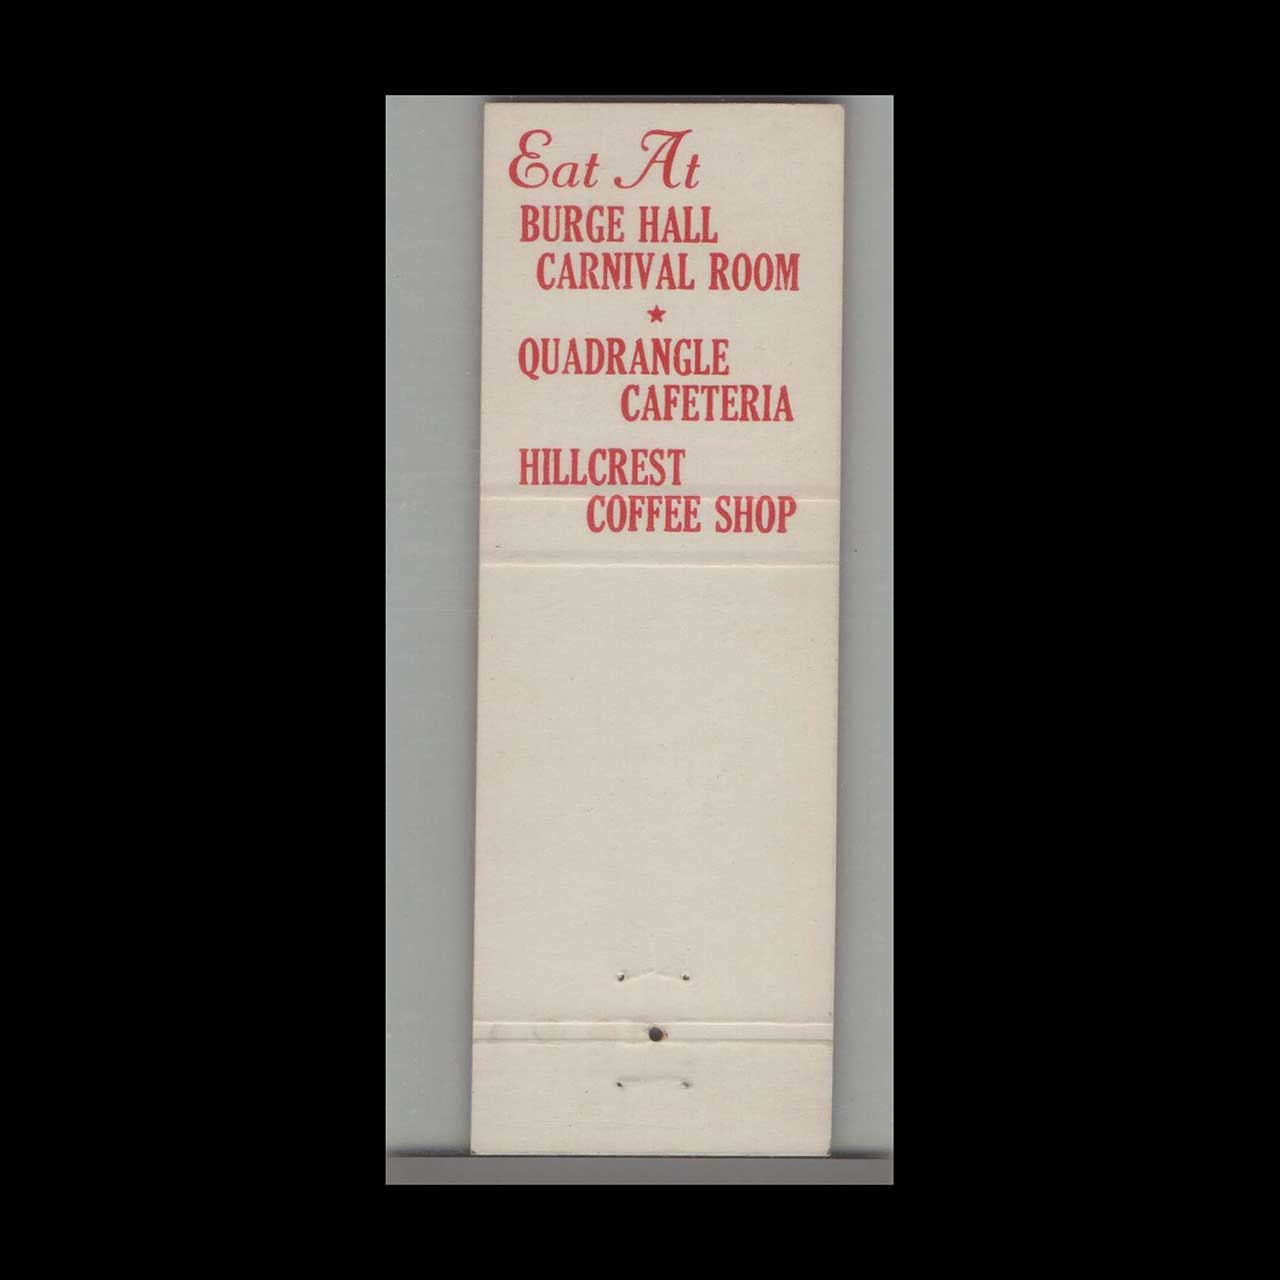 Eat At
BURGE HALL
CARNIVAL ROOM
QUADRANGLE
CAFETERIA
HILLCREST
COFFEE SHOP